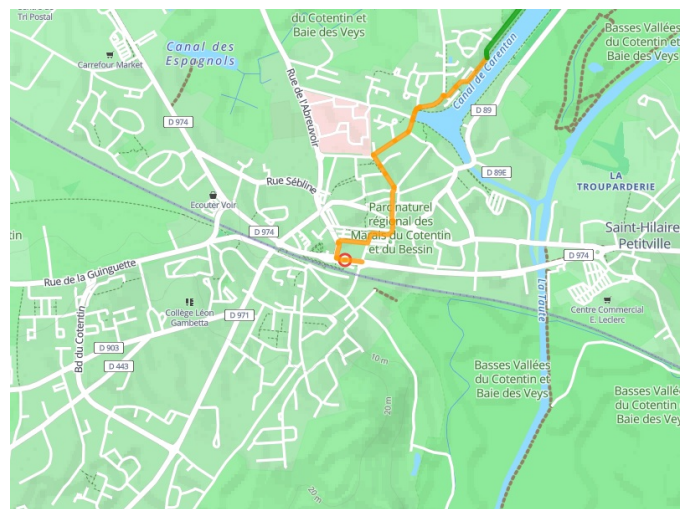 Tri Postal
du Cotentin et
Baie des Veys
Basses Vallées
du Cotentin et
Baie des Veys
Carrefour Market
Canal des
Espagnols
Rue de l'Abreuvoir
Canal de Carentan
D 974
D 89
D 89E
LA
TROUPARDERIE
Rue Sébline
Ecouter Voir
Parc naturel
régional des
Marais du Cotentin
et du Bessin
Saint-Hilaire
Petitville
D 974
D 974
tin
Rue de la Guinguette
La Taute
Collège Léon
Gambetta
D 971
Centre Commercial
E. Leclerc
Bd du Cotentin
D 903
D 443
10 m
20 m
20 m
Basses Vallées
du Cotentin et
Baie des Veys
Basses Vallé
du Cotentin
Baie des Vey